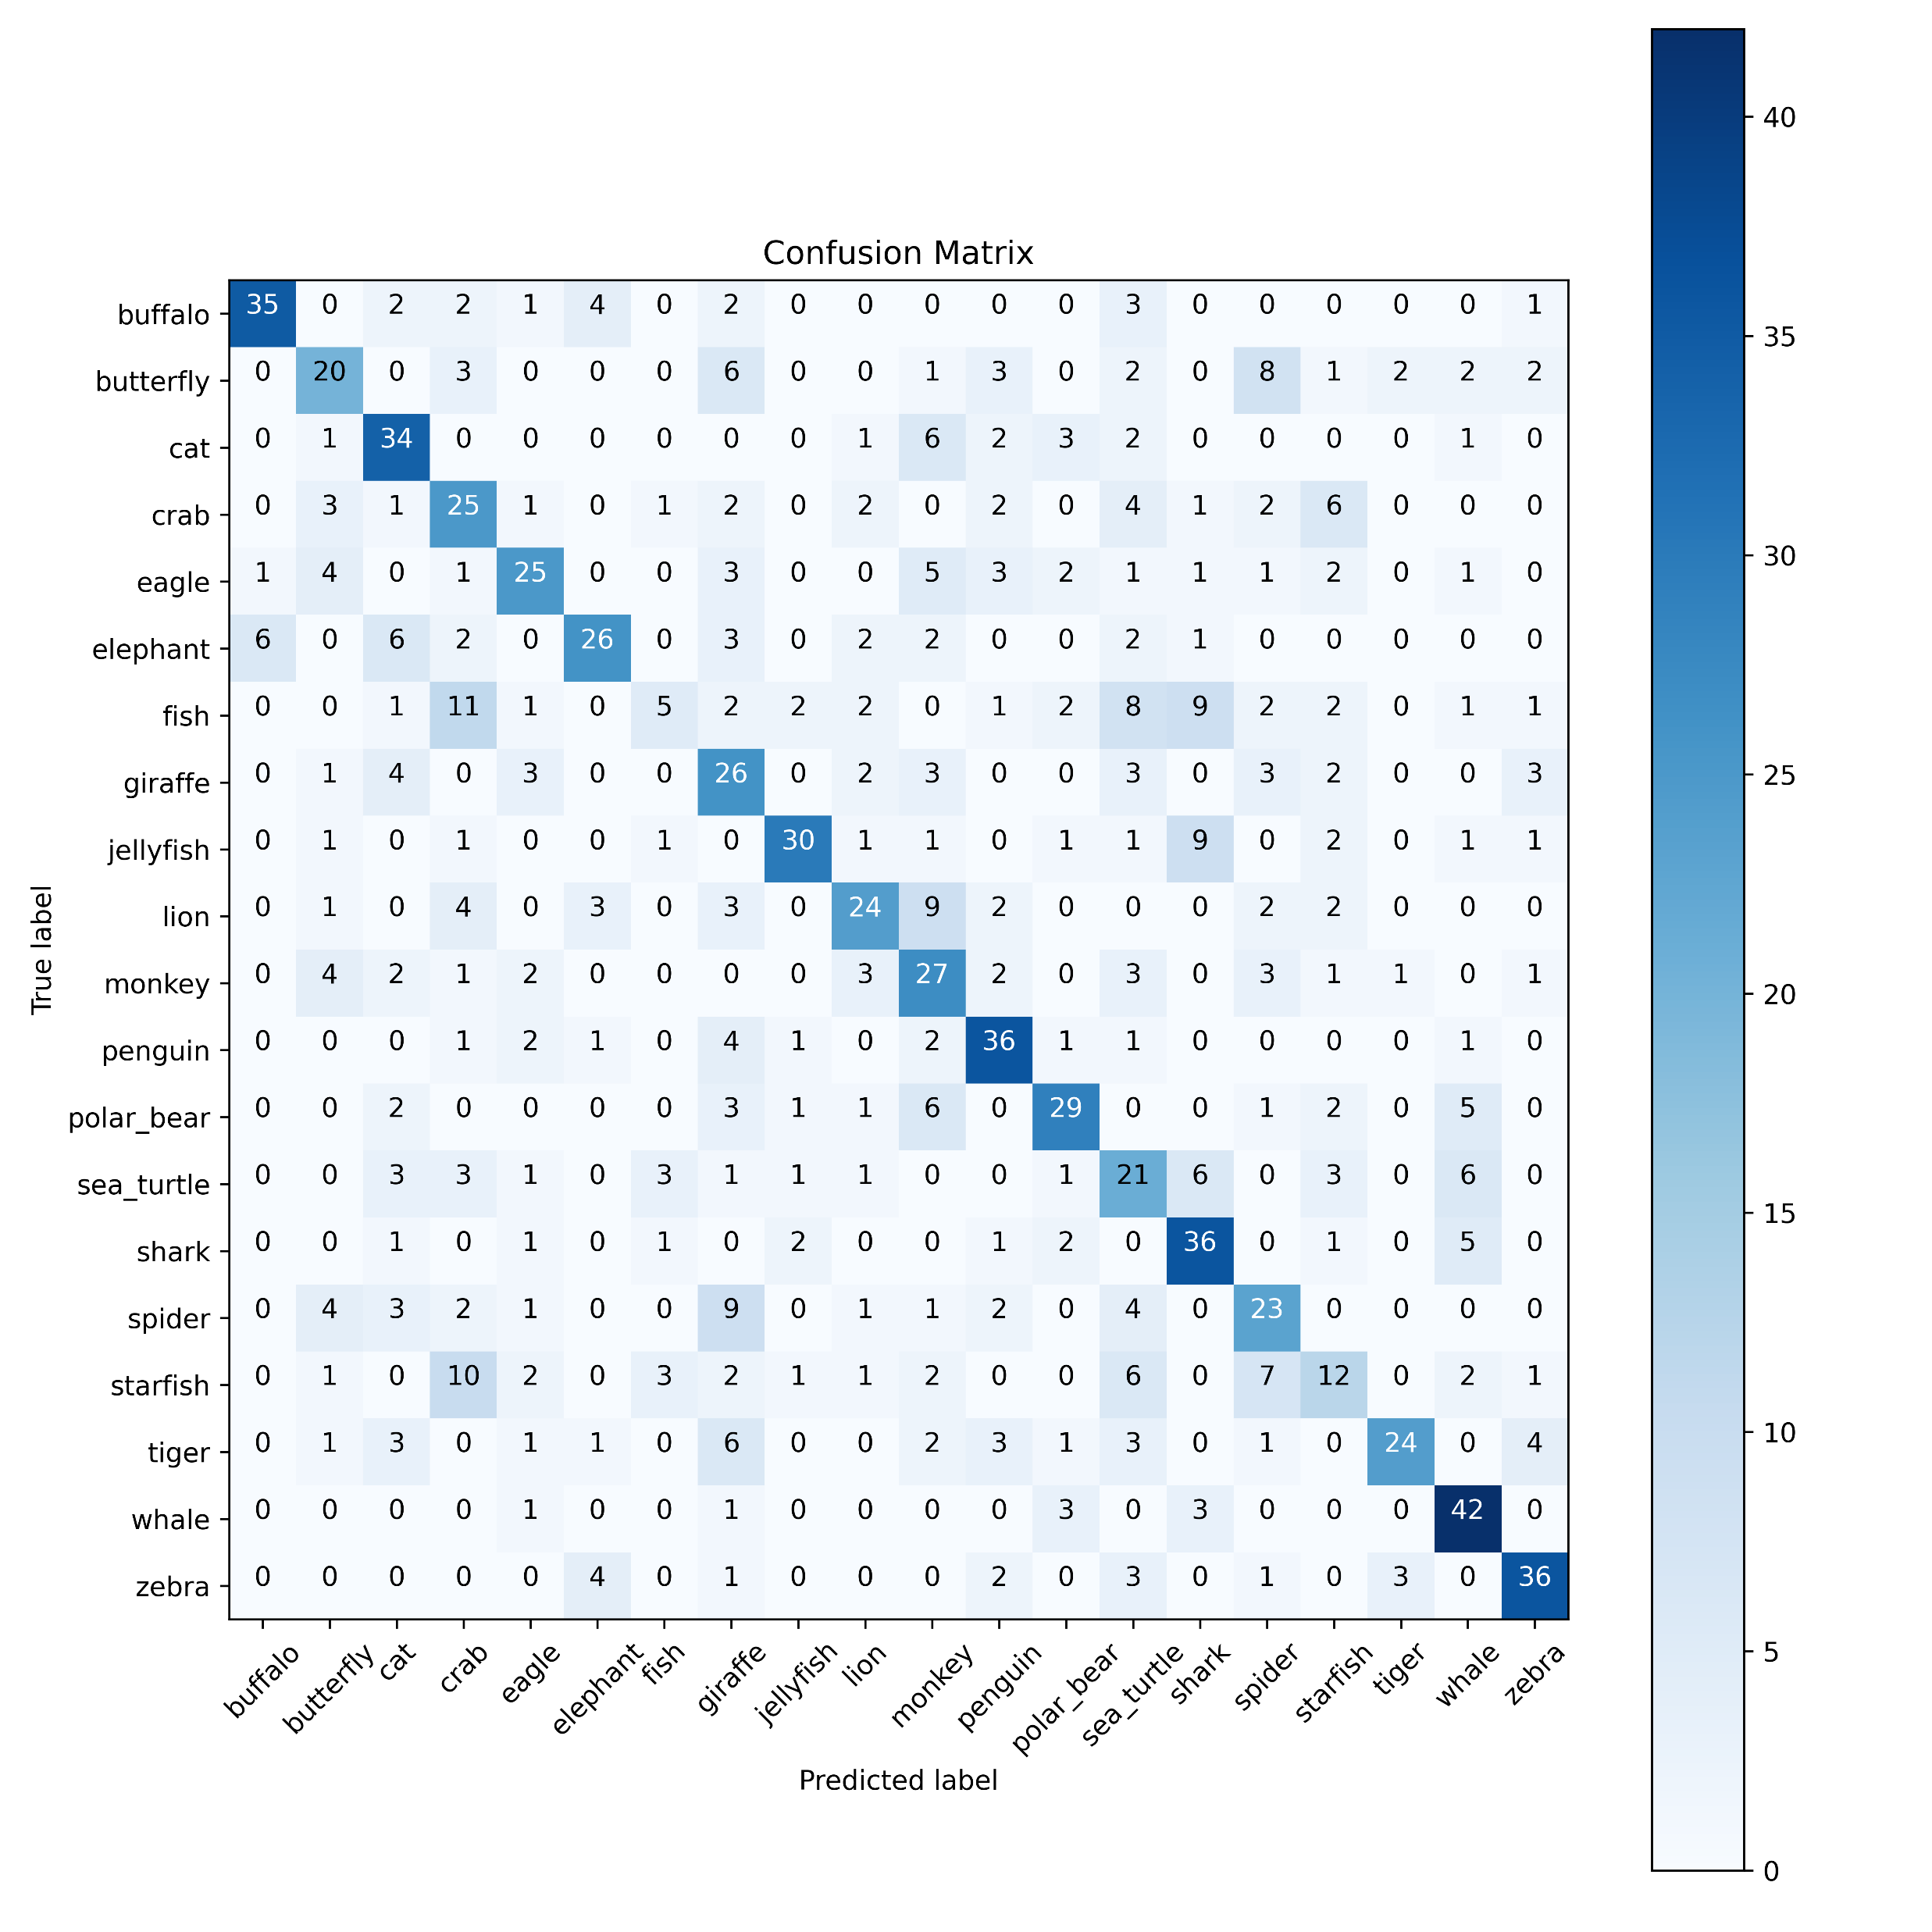 Confusion Matrix
buffalo 35 0 2 2 1 4 0 2 0 0 0 0 0 3 0 0 0 0 0 1
butterfly 0 20 0 3 0 0 0 6 0 0 1 3 0 2 0 8 1 2 2 2
cat 0 1 34 0 0 0 0 0 0 1 6 2 3 2 0 0 0 0 1 0
crab 0 3 1 25 1 0 1 2 0 2 0 2 0 4 1 2 6 0 0 0
eagle 1 4 0 1 25 0 0 3 0 0 5 3 2 1 1 1 2 0 1 0
elephant 6 0 6 2 0 26 0 3 0 2 2 0 0 2 1 0 0 0 0 0
fish 0 0 1 11 1 0 5 2 2 2 0 1 2 8 9 2 2 0 1 1
giraffe 0 1 4 0 3 0 0 26 0 2 3 0 0 3 0 3 2 0 0 3
jellyfish 0 1 0 1 0 0 1 0 30 1 1 0 1 1 9 0 2 0 1 1
lion 0 1 0 4 0 3 0 3 0 24 9 2 0 0 0 2 2 0 0 0
monkey 0 4 2 1 2 0 0 0 0 3 27 2 0 3 0 3 1 1 0 1
penguin 0 0 0 1 2 1 0 4 1 0 2 36 1 1 0 0 0 0 1 0
polar_bear 0 0 2 0 0 0 0 3 1 1 6 0 29 0 0 1 2 0 5 0
sea_turtle 0 0 3 3 1 0 3 1 1 1 0 0 1 21 6 0 3 0 6 0
shark 0 0 1 0 1 0 1 0 2 0 0 1 2 0 36 0 1 0 5 0
spider 0 4 3 2 1 0 0 9 0 1 1 2 0 4 0 23 0 0 0 0
starfish 0 1 0 10 2 0 3 2 1 1 2 0 0 6 0 7 12 0 2 1
tiger 0 1 3 0 1 1 0 6 0 0 2 3 1 3 0 1 0 24 0 4
whale 0 0 0 0 1 0 0 1 0 0 0 0 3 0 3 0 0 0 42 0
zebra 0 0 0 0 0 4 0 1 0 0 0 2 0 3 0 1 0 3 0 36
buffalo butterfly cat crab eagle elephant fish giraffe jellyfish lion monkey penguin polar_bear sea_turtle shark spider starfish tiger whale zebra
Predicted label
True label
40
35
30
25
20
15
10
5
0